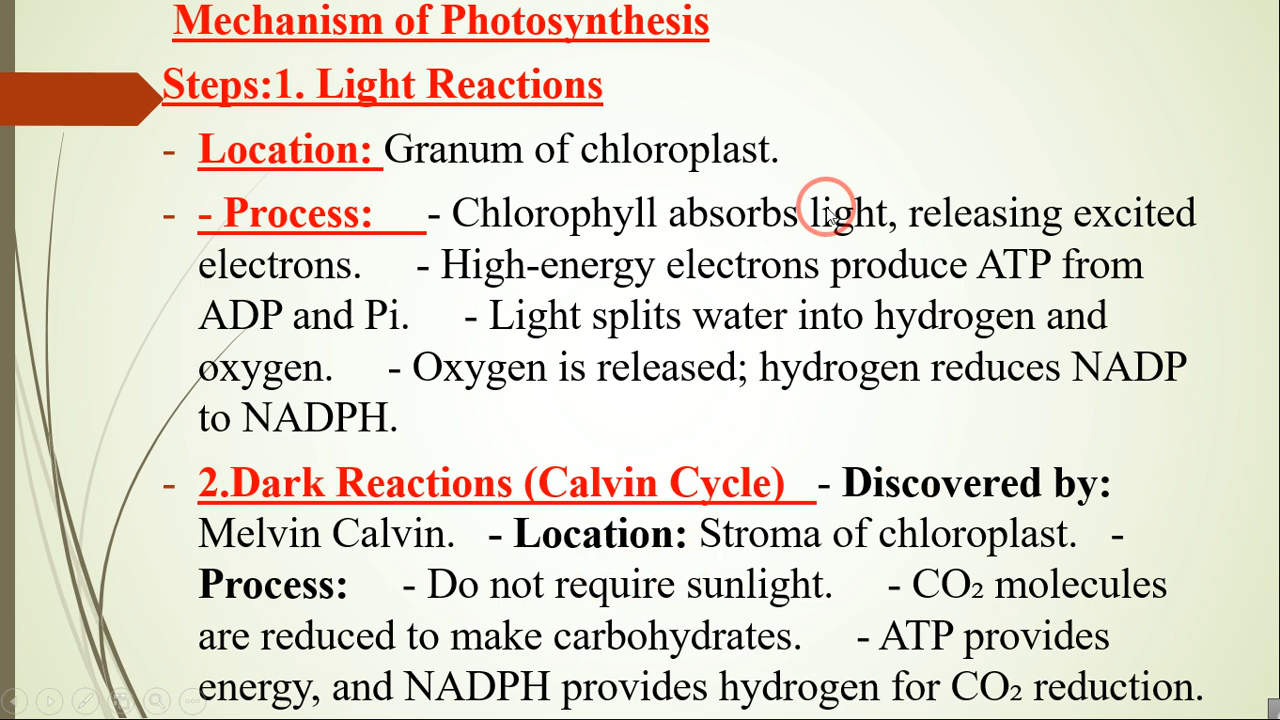 Mechanism of Photosynthesis
Steps:1. Light Reactions
- Location: Granum of chloroplast.
- - Process: - Chlorophyll absorbs light, releasing excited
electrons. - High-energy electrons produce ATP from
ADP and Pi. - Light splits water into hydrogen and
oxygen. - Oxygen is released; hydrogen reduces NADP
to NADPH.
- 2.Dark Reactions (Calvin Cycle) - Discovered by:
Melvin Calvin. - Location: Stroma of chloroplast. -
Process: - Do not require sunlight. - CO₂ molecules
are reduced to make carbohydrates. - ATP provides
energy, and NADPH provides hydrogen for CO₂ reduction.